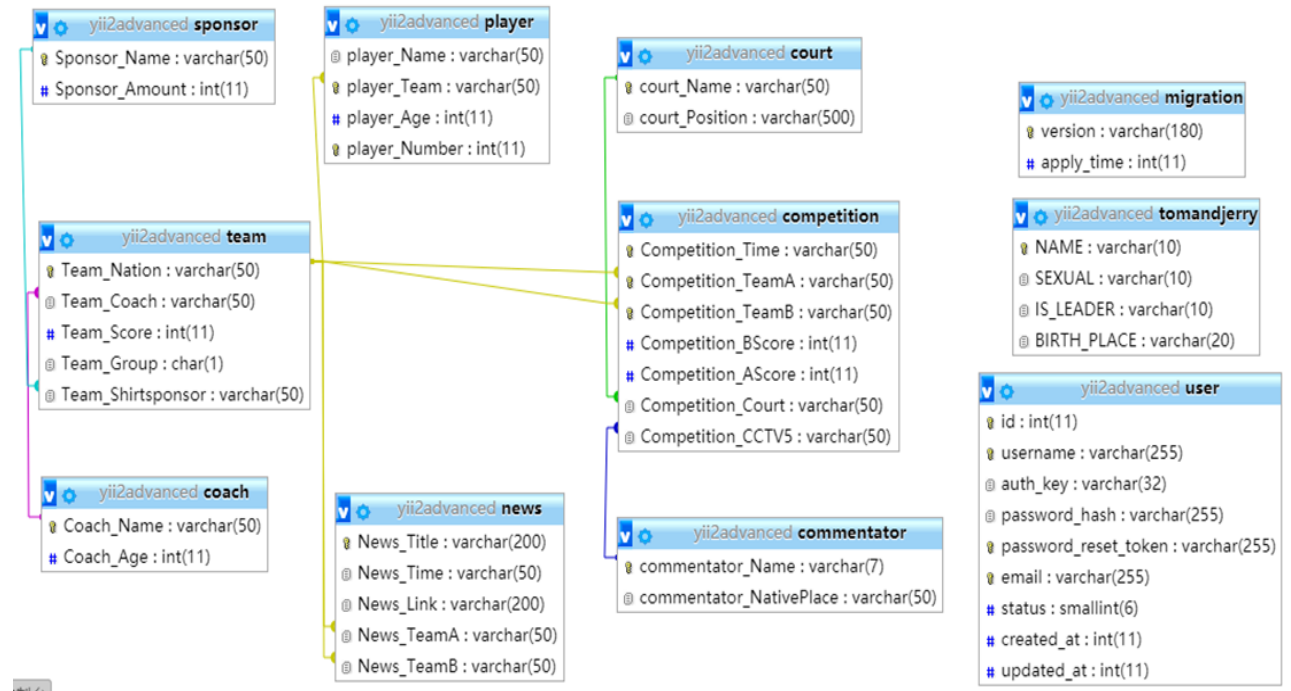 yii2advanced sponsor
Sponsor_Name : varchar(50)
# Sponsor_Amount : int(11)
yii2advanced player
player_Name : varchar(50)
player_Team : varchar(50)
# player_Age : int(11)
player_Number : int(11)
yii2advanced court
court_Name : varchar(50)
court_Position : varchar(500)
yii2advanced migration
version : varchar(180)
# apply_time : int(11)
yii2advanced team
Team_Nation : varchar(50)
Team_Coach : varchar(50)
# Team_Score : int(11)
Team_Group : char(1)
Team_Shirtsponsor : varchar(50)
yii2advanced competition
Competition_Time : varchar(50)
Competition_TeamA : varchar(50)
Competition_TeamB : varchar(50)
# Competition_BScore : int(11)
# Competition_AScore : int(11)
Competition_Court : varchar(50)
Competition_CCTV5 : varchar(50)
yii2advanced tomandjerry
NAME : varchar(10)
SEXUAL : varchar(10)
IS_LEADER : varchar(10)
BIRTH_PLACE : varchar(20)
yii2advanced coach
Coach_Name : varchar(50)
# Coach_Age : int(11)
yii2advanced news
News_Title : varchar(200)
News_Time : varchar(50)
News_Link : varchar(200)
News_TeamA : varchar(50)
News_TeamB : varchar(50)
yii2advanced commentator
commentator_Name : varchar(7)
commentator_NativePlace : varchar(50)
yii2advanced user
id : int(11)
username : varchar(255)
auth_key : varchar(32)
password_hash : varchar(255)
password_reset_token : varchar(255)
email : varchar(255)
# status : smallint(6)
# created_at : int(11)
# updated_at : int(11)